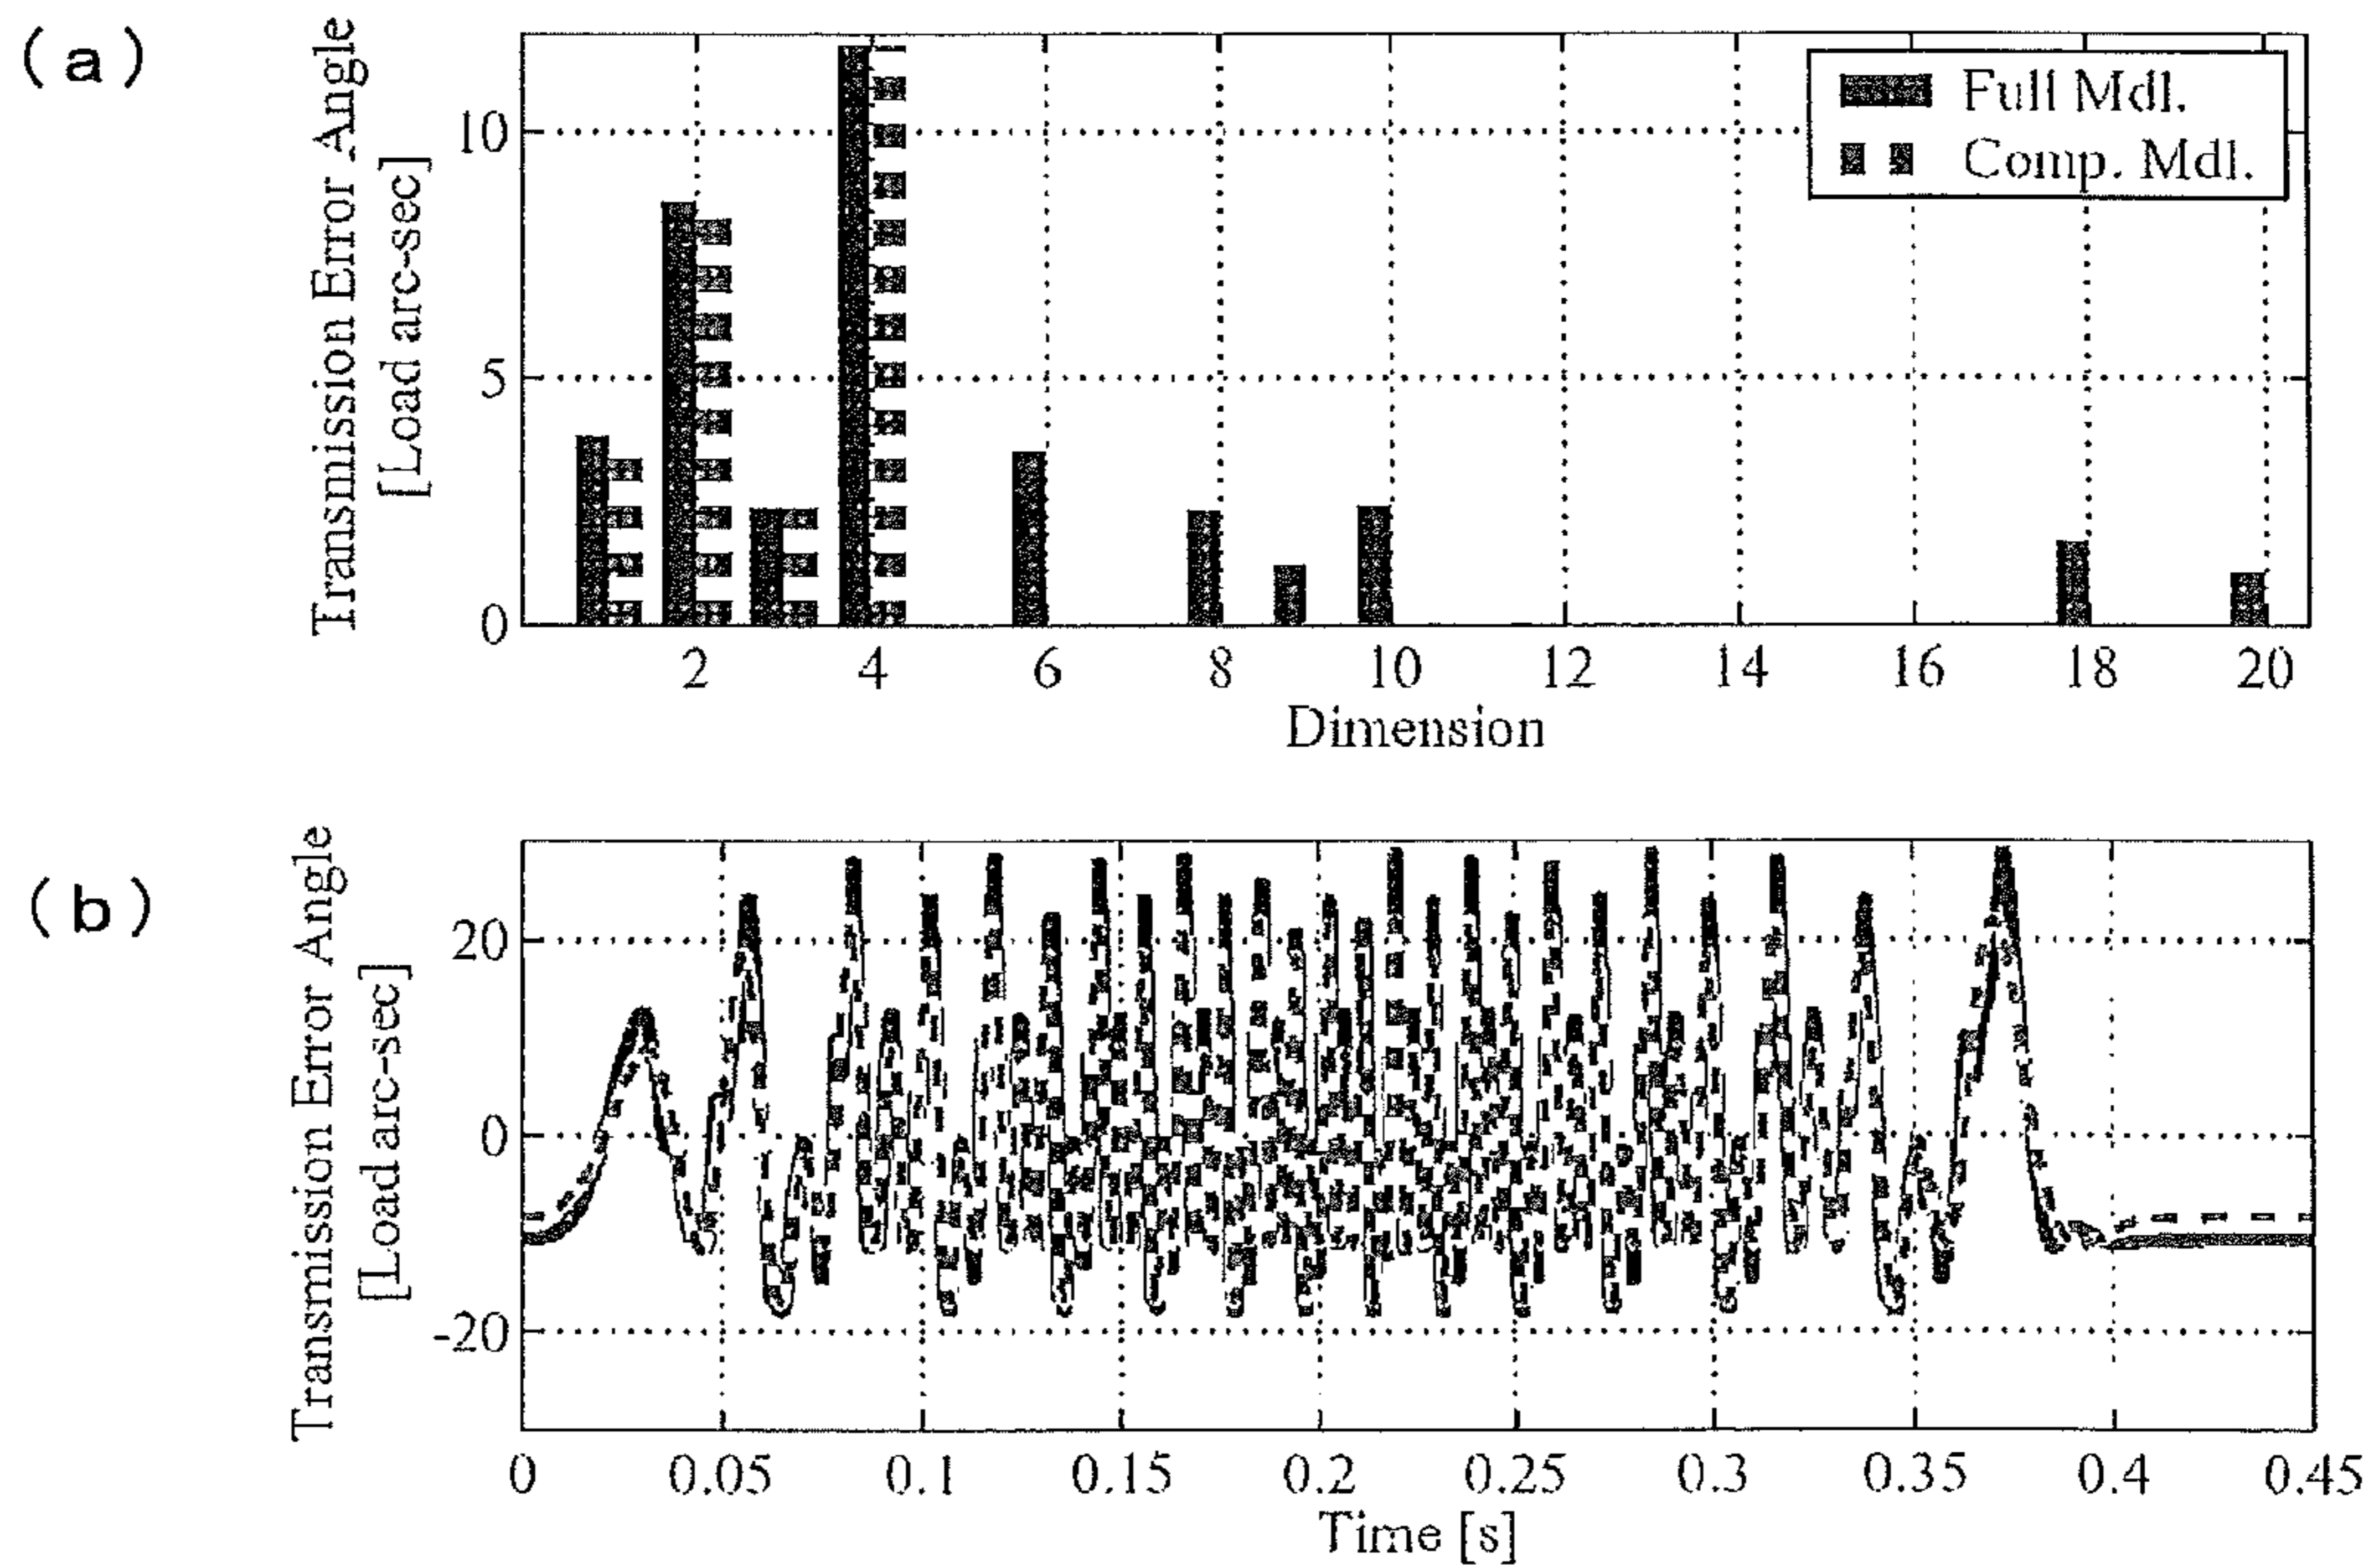 (a)
Transmission Error Angle
[Load arc-sec]
10
5
0
Full Mdl.
Comp. Mdl.
2 4 6 8 10 12 14 16 18 20
Dimension
(b)
Transmission Error Angle
[Load arc-sec]
20
0
-20
0 0.05 0.1 0.15 0.2 0.25 0.3 0.35 0.4 0.45
Time [s]